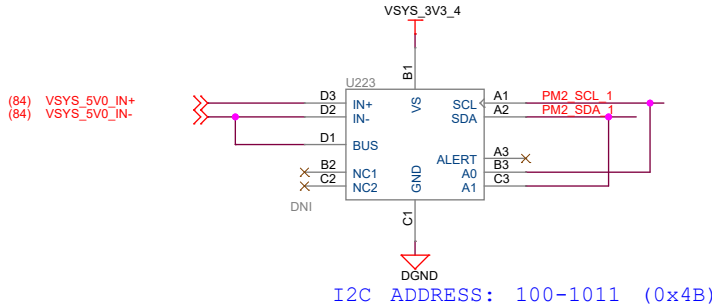 VSYS_3V3_4
U223
B1
(84) VSYS_5V0_IN+ D3 IN+ VS SCL A1 PM2_SCL_1
(84) VSYS_5V0_IN- D2 IN- SDA A2 PM2_SDA_1
D1 BUS
ALERT A3
B2 NC1 A0 B3
C2 NC2 GND A1 C3
DNI
C1
DGND
I2C ADDRESS: 100-1011 (0x4B)